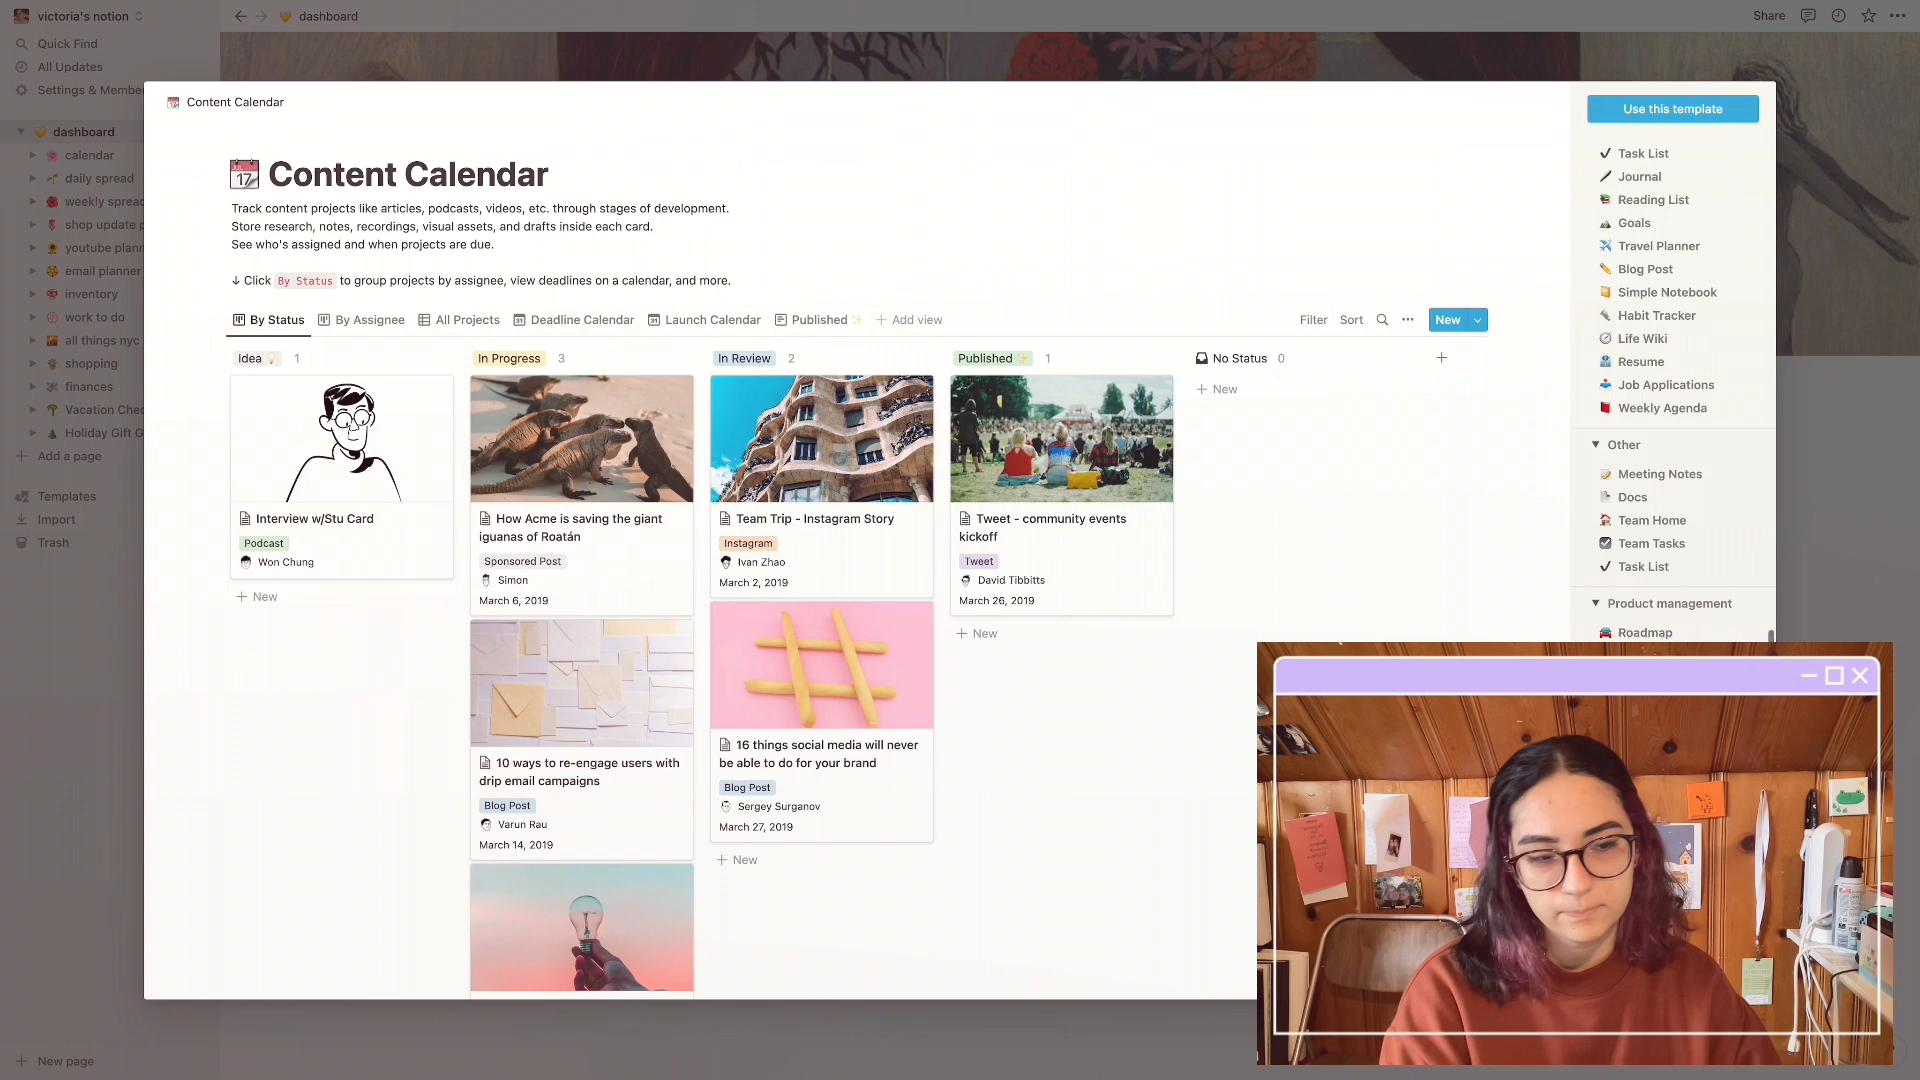 victoria's notion
Quick Find
All Updates
Settings & Member
dashboard
calendar
daily spread
weekly spread
shop update p
youtube plann
email planner
inventory
work to do
all things nyc
shopping
finances
Vacation Chec
Holiday Gift G
Add a page
Templates
Import
Trash
New page
dashboard
Share
Content Calendar
JUL
17
Content Calendar
Track content projects like articles, podcasts, videos, etc. through stages of development.
Store research, notes, recordings, visual assets, and drafts inside each card.
See who's assigned and when projects are due.
↓ Click By Status to group projects by assignee, view deadlines on a calendar, and more.
By Status
By Assignee
All Projects
Deadline Calendar
Launch Calendar
Published
Add view
Filter
Sort
New
Idea 1
Interview w/Stu Card
Podcast
Won Chung
New
In Progress 3
How Acme is saving the giant
iguanas of Roatán
Sponsored Post
Simon
March 6, 2019
10 ways to re-engage users with
drip email campaigns
Blog Post
Varun Rau
March 14, 2019
In Review 2
Team Trip - Instagram Story
Instagram
Ivan Zhao
March 2, 2019
16 things social media will never
be able to do for your brand
Blog Post
Sergey Surganov
March 27, 2019
New
Published 1
Tweet - community events
kickoff
Tweet
David Tibbitts
March 26, 2019
New
No Status 0
New
Use this template
Task List
Journal
Reading List
Goals
Travel Planner
Blog Post
Simple Notebook
Habit Tracker
Life Wiki
Resume
Job Applications
Weekly Agenda
Other
Meeting Notes
Docs
Team Home
Team Tasks
Task List
Product management
Roadmap